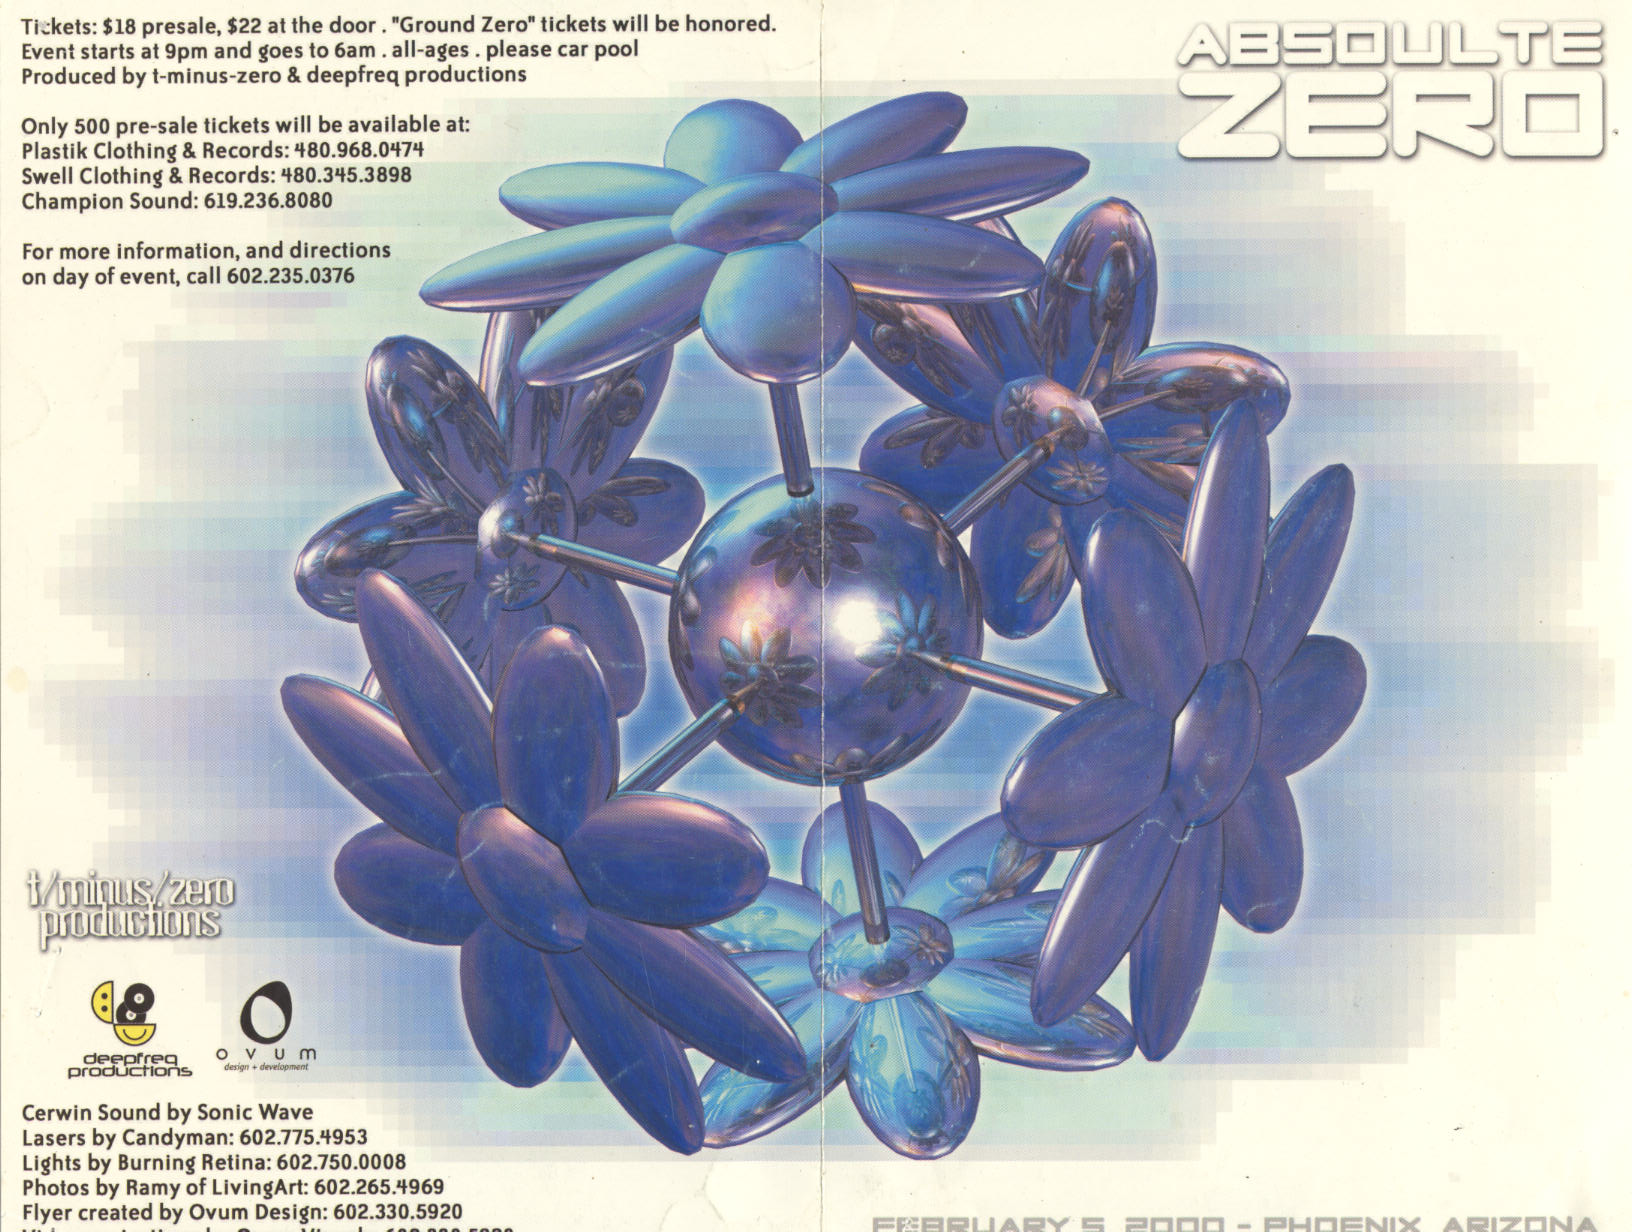 Tickets: $18 presale, $22 at the door . "Ground Zero" tickets will be honored.
Event starts at 9pm and goes to 6am . all-ages . please car pool
Produced by t-minus-zero & deepfreq productions
Only 500 pre-sale tickets will be available at:
Plastik Clothing & Records: 480.968.0474
Swell Clothing & Records: 480.345.3898
Champion Sound: 619.236.8080
For more information, and directions
on day of event, call 602.235.0376
ABSOULTE
ZERO
t/minus/zero
productions
deepfreq
productions
OVUM
design + development
Cerwin Sound by Sonic Wave
Lasers by Candyman: 602.775.4953
Lights by Burning Retina: 602.750.0008
Photos by Ramy of LivingArt: 602.265.4969
Flyer created by Ovum Design: 602.330.5920
FEBRUARY 5, 2000 - PHOENIX, ARIZONA